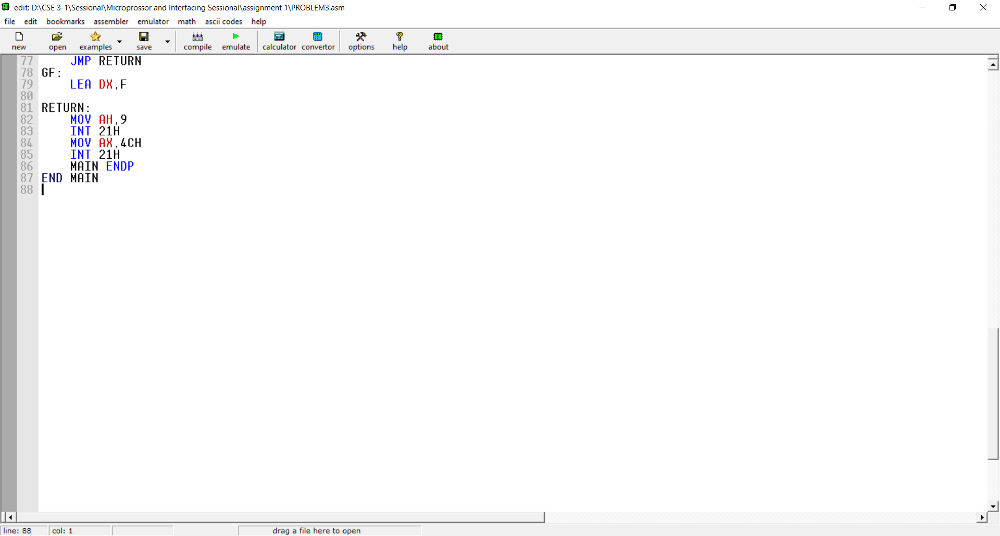 edit: D:\CSE 3-1\Sessional\Microprossor and Interfacing Sessional\assignment 1\PROBLEM3.asm
file edit bookmarks assembler emulator math ascii codes help
new open examples save compile emulate calculator convertor options help about
77 JMP RETURN
78 GF:
79 LEA DX,F
80
81 RETURN:
82 MOV AH,9
83 INT 21H
84 MOV AX,4CH
85 INT 21H
86 MAIN ENDP
87 END MAIN
88
line: 88 col: 1 drag a file here to open